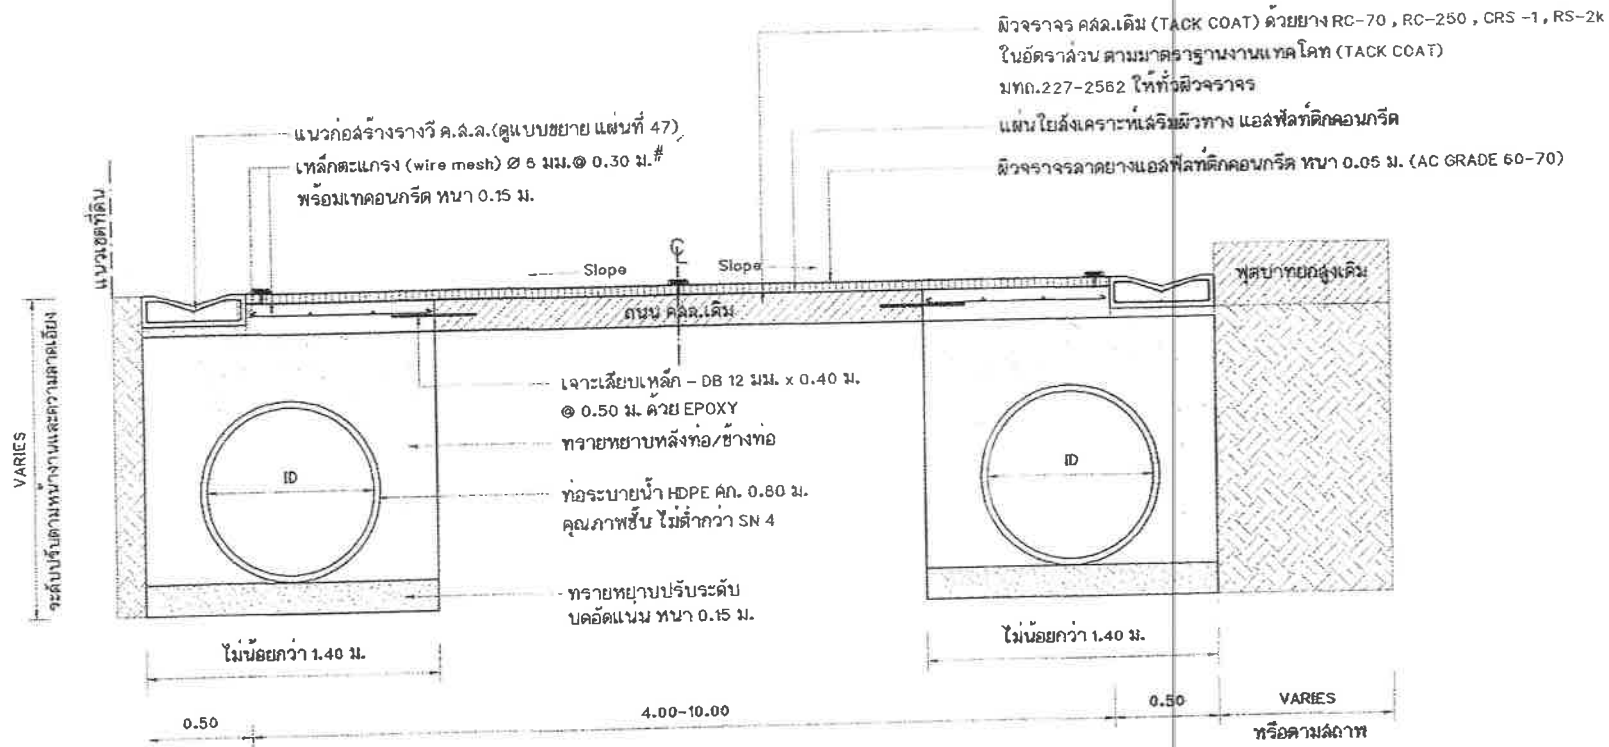 ผิวจราจร คสล.เดิม (TACK COAT) ด้วยยาง RC-70 , RC-250 , CRS -1 , RS-2k
ในอัตราส่วน ตามมาตราฐานงานแทคโคท (TACK COAT)
มทถ.227-2562 ให้ทั่วผิวจราจร
แผ่นใยสังเคราะห์เสริมผิวทาง แอสฟัลท์ติกคอนกรีต
ผิวจราจรลาดยางแอสฟัลท์ติกคอนกรีต หนา 0.05 ม. (AC GRADE 60-70)
แนวก่อสร้างรางวี ค.ส.ล.(ดูแบบขยาย แผ่นที่ 47)
เหล็กตะแกรง (wire mesh) Ø 6 มม.@ 0.30 ม.#
พร้อมเทคอนกรีต หนา 0.15 ม.
แนวเขตที่ดิน
Slope
CL
Slope
ฟุตบาทยกสูงเดิม
ถนน คสล.เดิม
เจาะเสียบเหล็ก - DB 12 มม. x 0.40 ม.
@ 0.50 ม. ด้วย EPOXY
ทรายหยาบหลังท่อ/ข้างท่อ
ท่อระบายน้ำ HDPE ศก. 0.80 ม.
คุณภาพชั้น ไม่ต่ำกว่า SN 4
ทรายหยาบปรับระดับ
บดอัดแน่น หนา 0.15 ม.
ID
ID
VARIES
ระดับปรับตามหน้างานและความลาดเอียง
ไม่น้อยกว่า 1.40 ม.
ไม่น้อยกว่า 1.40 ม.
0.50
4.00-10.00
0.50
VARIES
หรือตามสภาพ